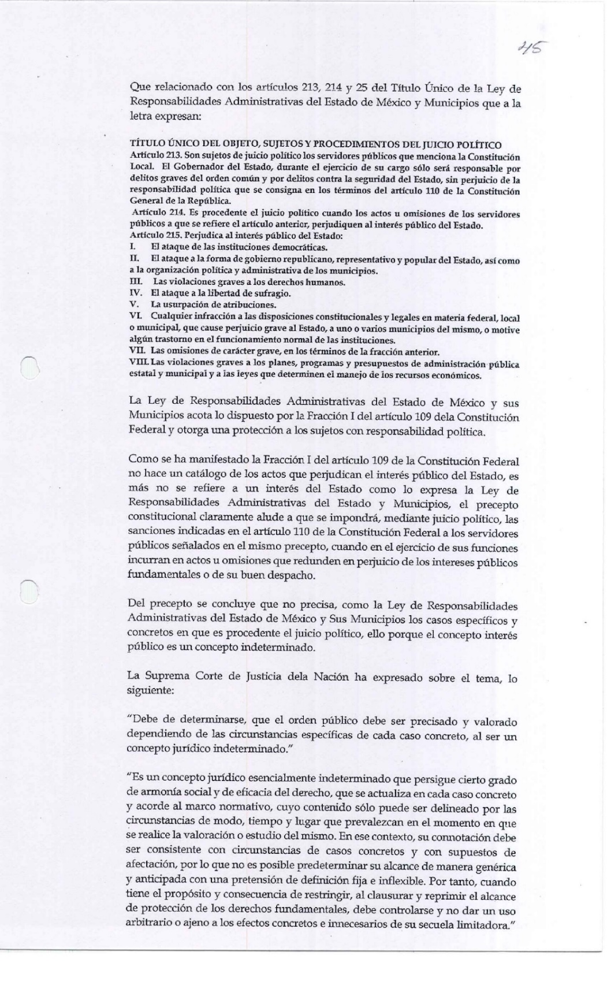 45
Que relacionado con los artículos 213, 214 y 25 del Título Único de la Ley de
Responsabilidades Administrativas del Estado de México y Municipios que a la
letra expresan:
TÍTULO ÚNICO DEL OBJETO, SUJETOS Y PROCEDIMIENTOS DEL JUICIO POLÍTICO
Artículo 213. Son sujetos de juicio político los servidores públicos que menciona la Constitución
Local. El Gobernador del Estado, durante el ejercicio de su cargo sólo será responsable por
delitos graves del orden común y por delitos contra la seguridad del Estado, sin perjuicio de la
responsabilidad política que se consigna en los términos del artículo 110 de la Constitución
General de la República.
Artículo 214. Es procedente el juicio político cuando los actos u omisiones de los servidores
públicos a que se refiere el artículo anterior, perjudiquen al interés público del Estado.
Artículo 215. Perjudica al interés público del Estado:
I. El ataque de las instituciones democráticas.
II. El ataque a la forma de gobierno republicano, representativo y popular del Estado, así como
a la organización política y administrativa de los municipios.
III. Las violaciones graves a los derechos humanos.
IV. El ataque a la libertad de sufragio.
V. La usurpación de atribuciones.
VI. Cualquier infracción a las disposiciones constitucionales y legales en materia federal, local
o municipal, que cause perjuicio grave al Estado, a uno o varios municipios del mismo, o motive
algún trastorno en el funcionamiento normal de las instituciones.
VII. Las omisiones de carácter grave, en los términos de la fracción anterior.
VIII. Las violaciones graves a los planes, programas y presupuestos de administración pública
estatal y municipal y a las leyes que determinen el manejo de los recursos económicos.
La Ley de Responsabilidades Administrativas del Estado de México y sus
Municipios acota lo dispuesto por la Fracción I del artículo 109 dela Constitución
Federal y otorga una protección a los sujetos con responsabilidad política.
Como se ha manifestado la Fracción I del artículo 109 de la Constitución Federal
no hace un catálogo de los actos que perjudican el interés público del Estado, es
más no se refiere a un interés del Estado como lo expresa la Ley de
Responsabilidades Administrativas del Estado y Municipios, el precepto
constitucional claramente alude a que se impondrá, mediante juicio político, las
sanciones indicadas en el artículo 110 de la Constitución Federal a los servidores
públicos señalados en el mismo precepto, cuando en el ejercicio de sus funciones
incurran en actos u omisiones que redunden en perjuicio de los intereses públicos
fundamentales o de su buen despacho.
Del precepto se concluye que no precisa, como la Ley de Responsabilidades
Administrativas del Estado de México y Sus Municipios los casos específicos y
concretos en que es procedente el juicio político, ello porque el concepto interés
público es un concepto indeterminado.
La Suprema Corte de Justicia dela Nación ha expresado sobre el tema, lo
siguiente:
"Debe de determinarse, que el orden público debe ser precisado y valorado
dependiendo de las circunstancias específicas de cada caso concreto, al ser un
concepto jurídico indeterminado."
"Es un concepto jurídico esencialmente indeterminado que persigue cierto grado
de armonía social y de eficacia del derecho, que se actualiza en cada caso concreto
y acorde al marco normativo, cuyo contenido sólo puede ser delineado por las
circunstancias de modo, tiempo y lugar que prevalezcan en el momento en que
se realice la valoración o estudio del mismo. En ese contexto, su connotación debe
ser consistente con circunstancias de casos concretos y con supuestos de
afectación, por lo que no es posible predeterminar su alcance de manera genérica
y anticipada con una pretensión de definición fija e inflexible. Por tanto, cuando
tiene el propósito y consecuencia de restringir, al clausurar y reprimir el alcance
de protección de los derechos fundamentales, debe controlarse y no dar un uso
arbitrario o ajeno a los efectos concretos e innecesarios de su secuela limitadora."